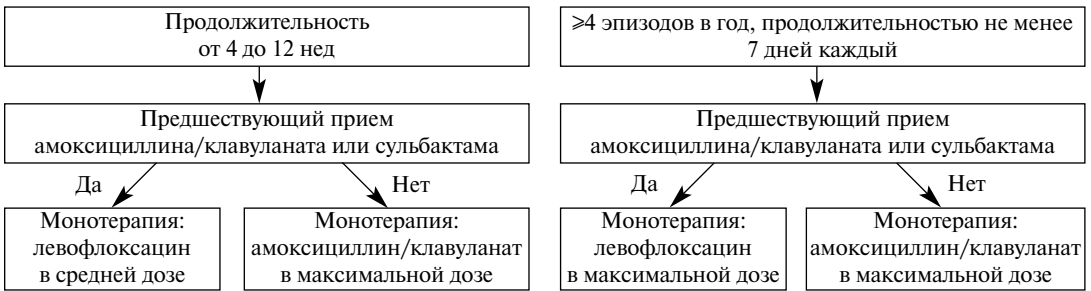 Продолжительность
от 4 до 12 нед
Предшествующий прием
амоксициллина/клавуланата или сульбактама
Да
Нет
Монотерапия:
левофлоксацин
в средней дозе
Монотерапия:
амоксициллин/клавуланат
в максимальной дозе
≥4 эпизодов в год, продолжительностью не менее
7 дней каждый
Предшествующий прием
амоксициллина/клавуланата или сульбактама
Да
Нет
Монотерапия:
левофлоксацин
в максимальной дозе
Монотерапия:
амоксициллин/клавуланат
в максимальной дозе